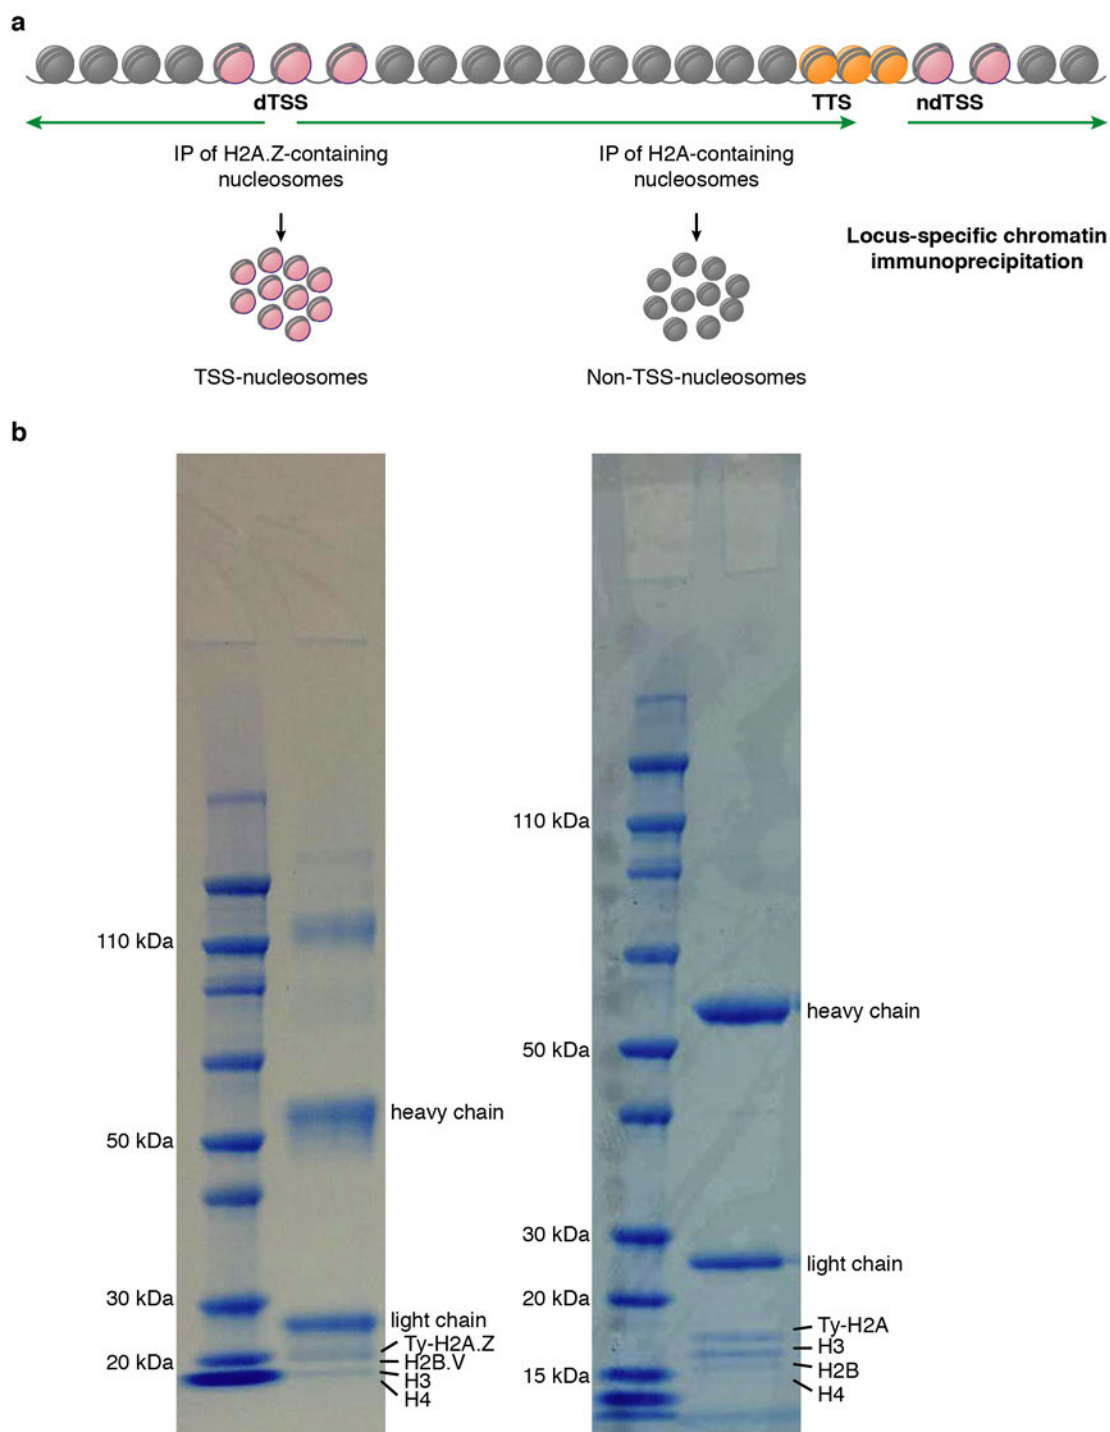 a
dTSS
TTS
ndTSS
IP of H2A.Z-containing
nucleosomes
IP of H2A-containing
nucleosomes
Locus-specific chromatin
immunoprecipitation
TSS-nucleosomes
Non-TSS-nucleosomes
b
110 kDa
50 kDa
30 kDa
20 kDa
heavy chain
light chain
Ty-H2A.Z
H2B.V
H3
H4
110 kDa
50 kDa
30 kDa
20 kDa
15 kDa
heavy chain
light chain
Ty-H2A
H3
H2B
H4